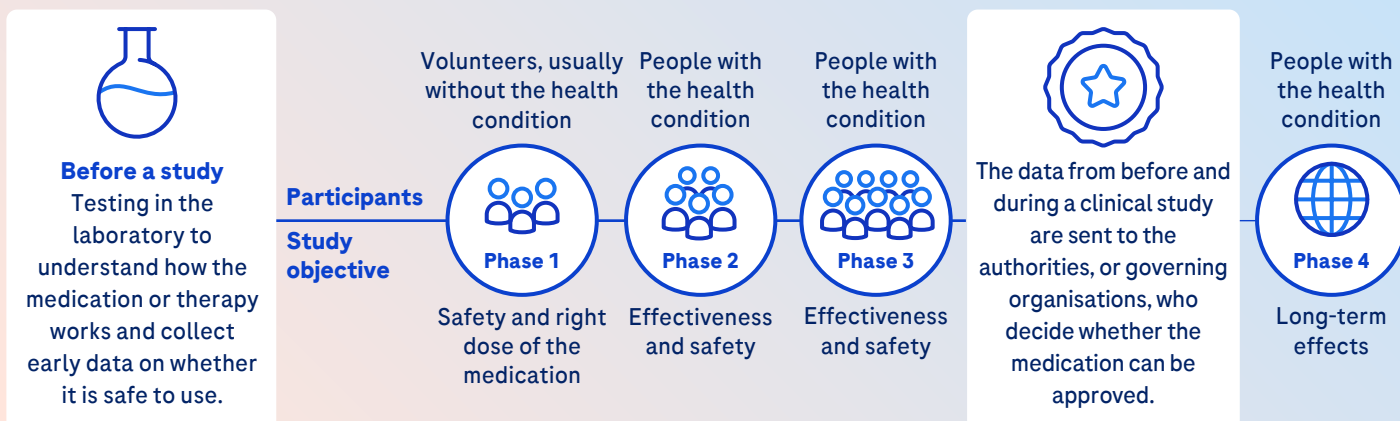 Before a study
Testing in the
laboratory to
understand how the
medication or therapy
works and collect
early data on whether
it is safe to use.
Participants
Study
objective
Volunteers, usually
without the health
condition
Phase 1
Safety and right
dose of the
medication
People with
the health
condition
Phase 2
Effectiveness
and safety
People with
the health
condition
Phase 3
Effectiveness
and safety
The data from before and
during a clinical study
are sent to the
authorities, or governing
organisations, who
decide whether the
medication can be
approved.
People with
the health
condition
Phase 4
Long-term
effects